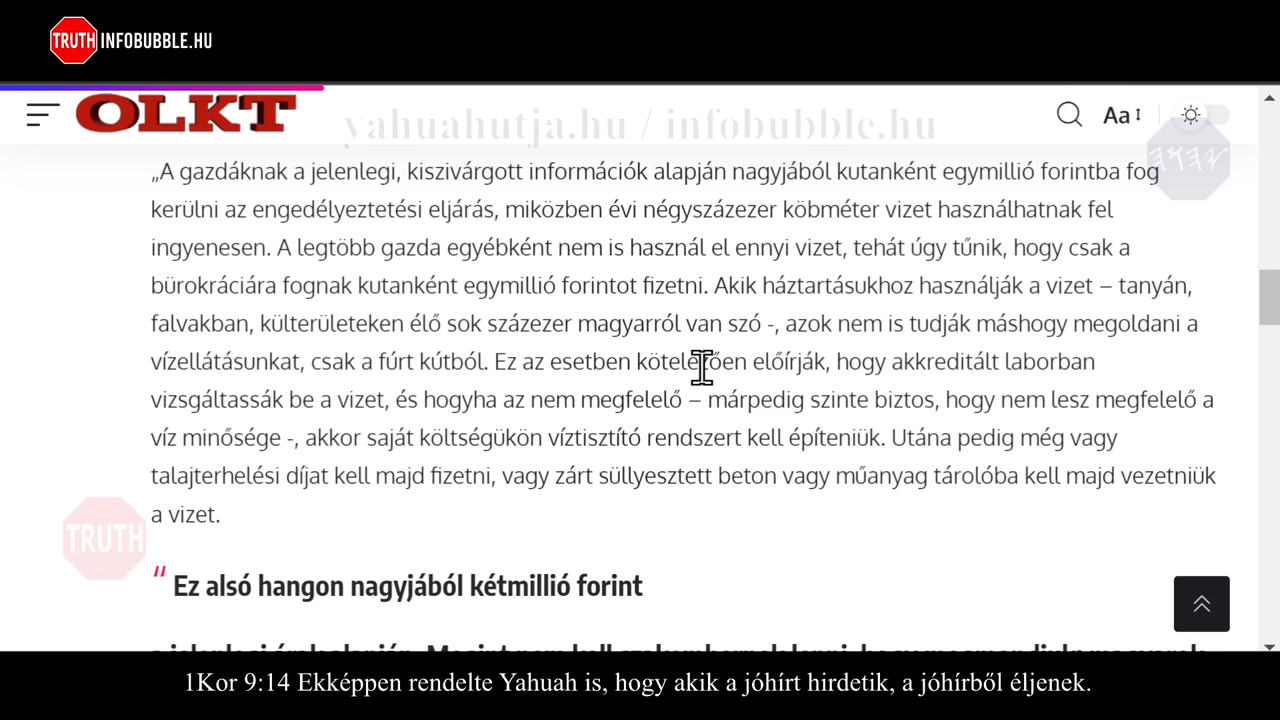 TRUTH INFOBUBBLE.HU
OLKT
yahuahutja.hu / infobubble.hu
Aa
„A gazdáknak a jelenlegi, kiszivárgott információk alapján nagyjából kutanként egymillió forintba fog
kerülni az engedélyeztetési eljárás, miközben évi négyszázezer köbméter vizet használhatnak fel
ingyenesen. A legtöbb gazda egyébként nem is használ el ennyi vizet, tehát úgy tűnik, hogy csak a
bürokráciára fognak kutanként egymillió forintot fizetni. Akik háztartásukhoz használják a vizet – tanyán,
falvakban, külterületeken élő sok százezer magyarról van szó -, azok nem is tudják máshogy megoldani a
vízellátásunkat, csak a fúrt kútból. Ez az esetben kötelezően előírják, hogy akkreditált laborban
vizsgáltassák be a vizet, és hogyha az nem megfelelő – márpedig szinte biztos, hogy nem lesz megfelelő a
víz minősége -, akkor saját költségükön víztisztító rendszert kell építeniük. Utána pedig még vagy
talajterhelési díjat kell majd fizetni, vagy zárt süllyesztett beton vagy műanyag tárolóba kell majd vezetniük
a vizet.
TRUTH
" Ez alsó hangon nagyjából kétmillió forint
1Kor 9:14 Ekképpen rendelte Yahuah is, hogy akik a jóhírt hirdetik, a jóhírből éljenek.